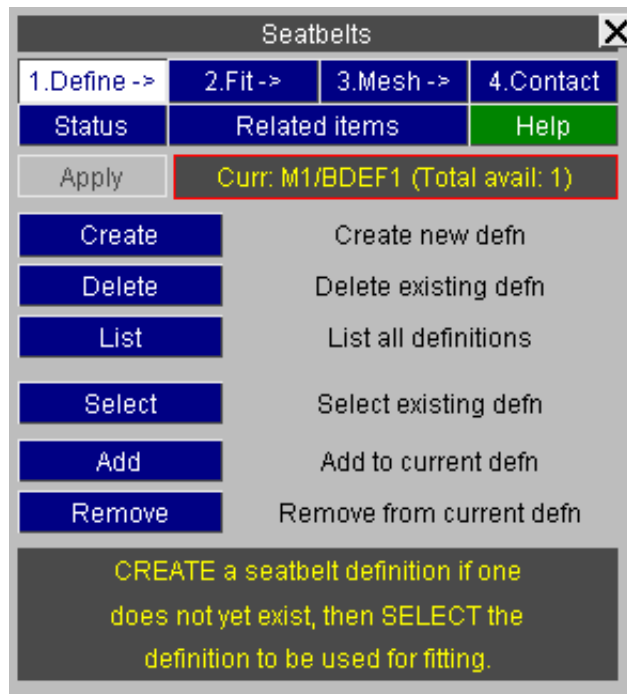 Seatbelts
1.Define -> 2.Fit-> 3.Mesh-> 4.Contact
Status Related items Help
Apply Curr: M1/BDEF1 (Total avail: 1)
Create Create new defn
Delete Delete existing defn
List List all definitions
Select Select existing defn
Add Add to current defn
Remove Remove from current defn
CREATE a seatbelt definition if one
does not yet exist, then SELECT the
definition to be used for fitting.